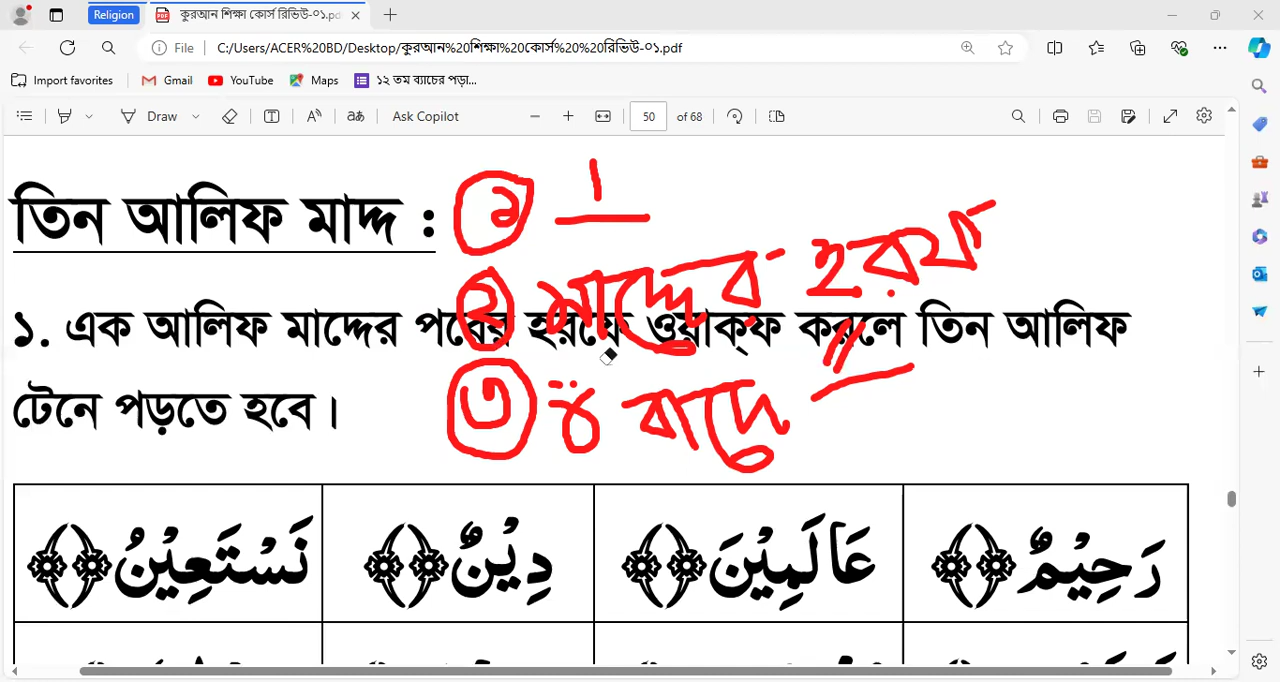 Religion
কুরআন শিক্ষা কোর্স রিভিউ-০১.pdf
File
C:/Users/ACER%20BD/Desktop/কুরআন%20শিক্ষা%20কোর্স%20%20রিভিউ-০১.pdf
Import favorites
Gmail
YouTube
Maps
১২ তম ব্যাচের পড়া...
Draw
Ask Copilot
50 of 68
তিন আলিফ মাদ্দ :
১
২ মাদ্দের হরফ
১. এক আলিফ মাদ্দের পরের হরফে ওয়াক্ফ করলে তিন আলিফ
৩ বাদে
টেনে পড়তে হবে।
رَحِيْمٌ
عَالَمِيْنَ
دِيْنٌ
نَسْتَعِيْنُ